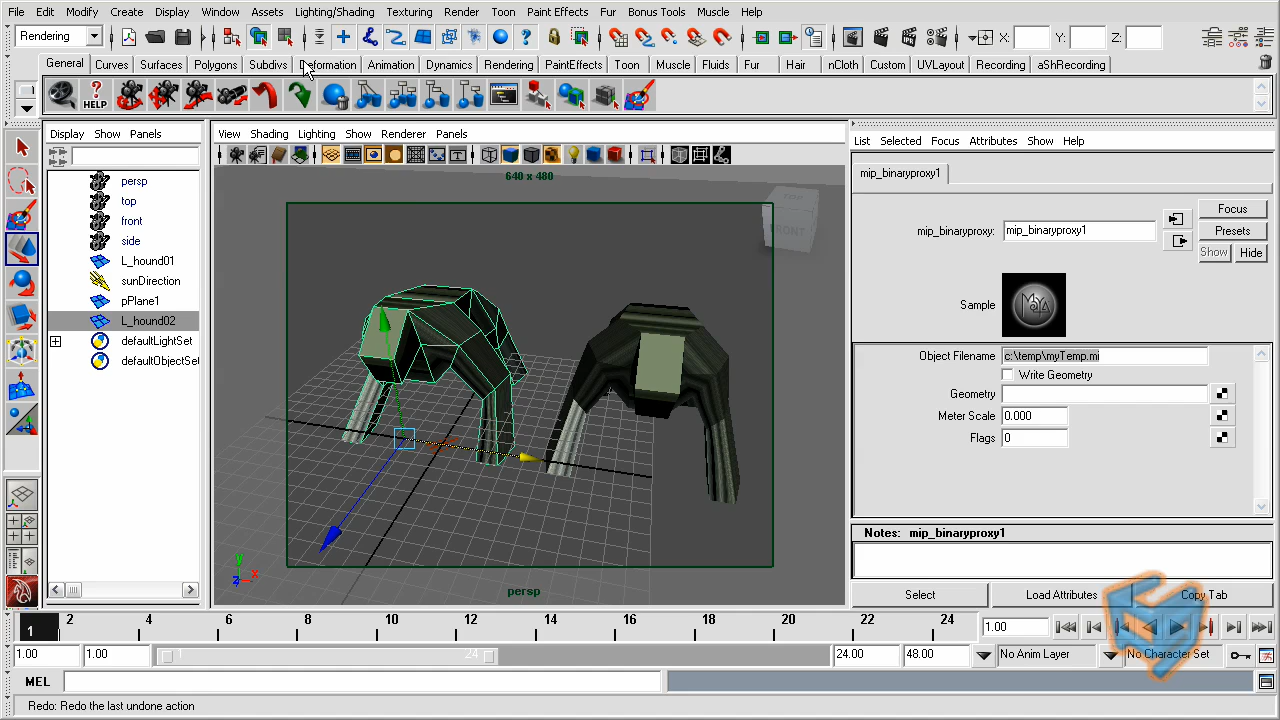 File Edit Modify Create Display Window Assets Lighting/Shading Texturing Render Toon Paint Effects Fur Bonus Tools Muscle Help
Rendering X: Y: Z:
General Curves Surfaces Polygons Subdivs Deformation Animation Dynamics Rendering PaintEffects Toon Muscle Fluids Fur Hair nCloth Custom UVLayout Recording aShRecording
HELP
Display Show Panels
View Shading Lighting Show Renderer Panels
List Selected Focus Attributes Show Help
640 x 480
TOP
FRONT
persp
top
front
side
L_hound01
sunDirection
pPlane1
L_hound02
defaultLightSet
defaultObjectSet
y
x
z
persp
mip_binaryproxy1
mip_binaryproxy: mip_binaryproxy1
Focus
Presets
Show Hide
Sample
Object Filename c:\temp\myTemp.mi
Write Geometry
Geometry
Meter Scale 0.000
Flags 0
Notes: mip_binaryproxy1
Select Load Attributes Copy Tab
1 2 4 6 8 10 12 14 16 18 20 22 24 1.00
1.00 1.00 1 24 24.00 48.00 No Anim Layer No Character Set
MEL
Redo: Redo the last undone action